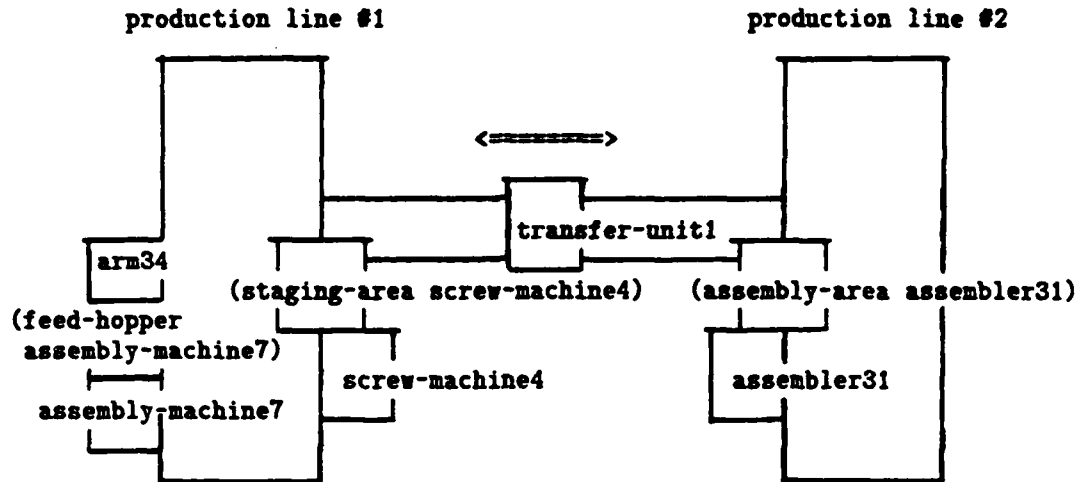 production line #1 production line #2
<=======>
transfer-unit1
arm34
(staging-area screw-machine4) (assembly-area assembler31)
(feed-hopper
assembly-machine7)
screw-machine4 assembler31
assembly-machine7